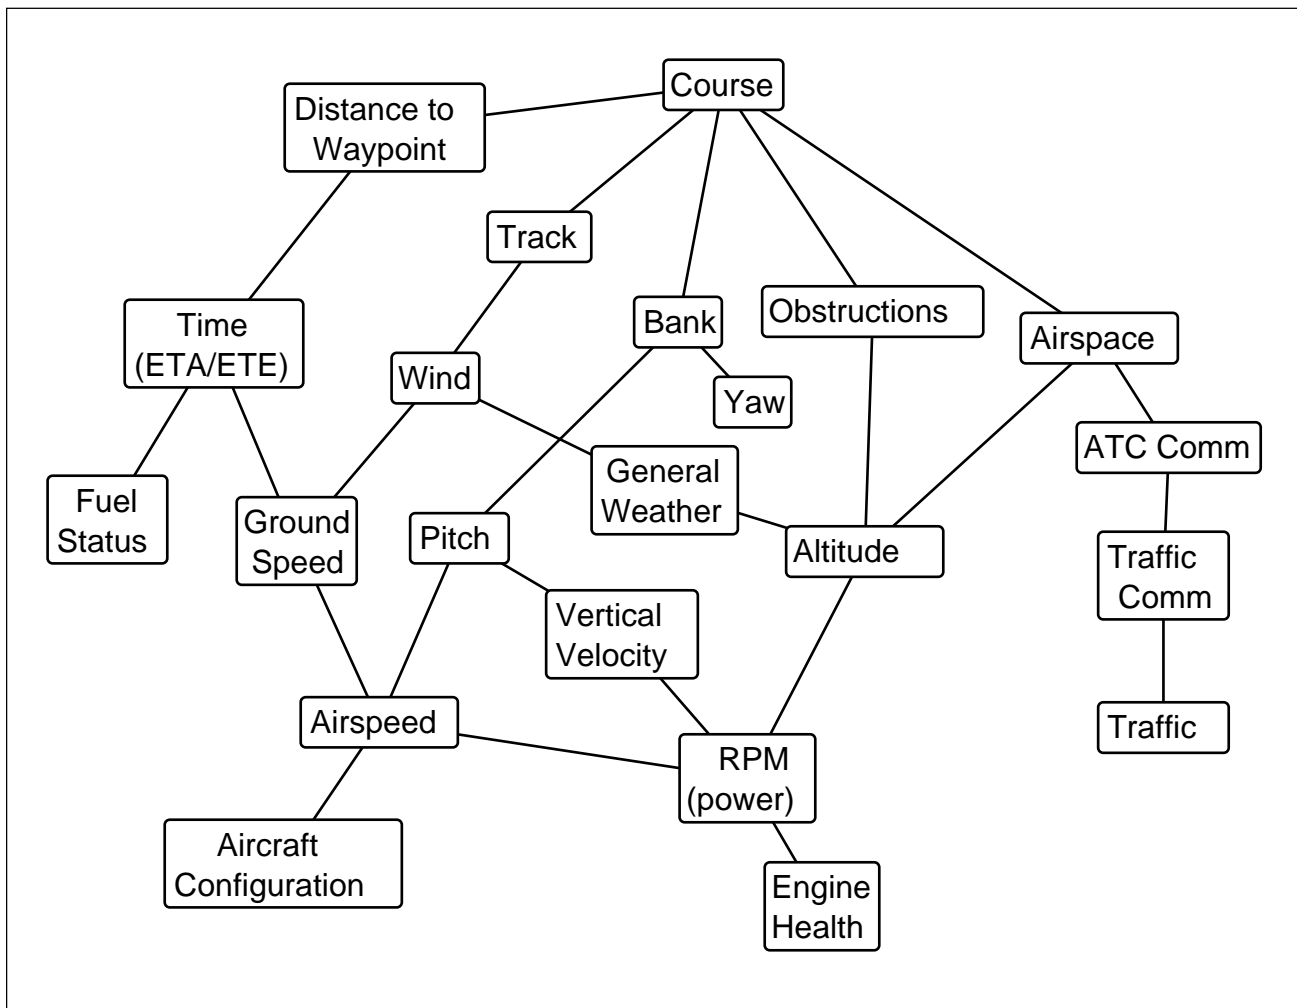 Course
Distance to
Waypoint
Track
Time
(ETA/ETE)
Bank
Obstructions
Airspace
Wind
Yaw
ATC Comm
General
Weather
Fuel
Status
Ground
Speed
Pitch
Altitude
Traffic
Comm
Vertical
Velocity
Airspeed
Traffic
RPM
(power)
Aircraft
Configuration
Engine
Health